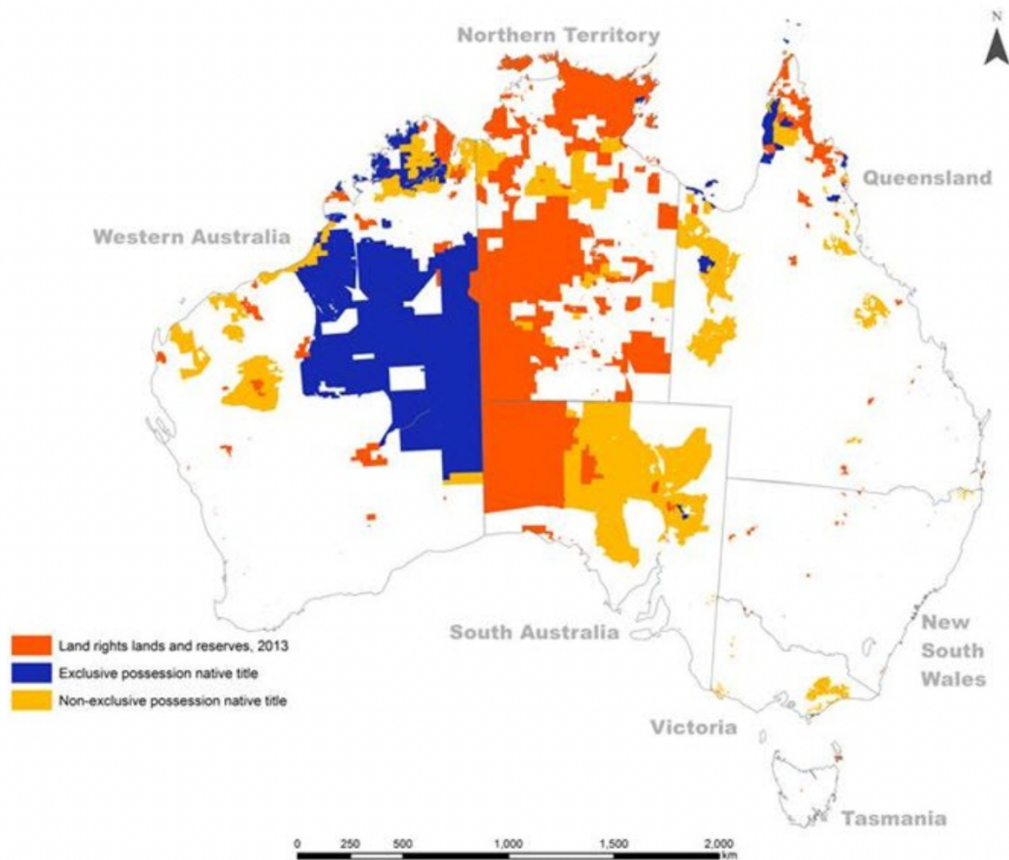 N
Northern Territory
Queensland
Western Australia
South Australia
New
South
Wales
Victoria
Tasmania
Land rights lands and reserves, 2013
Exclusive possession native title
Non-exclusive possession native title
0 250 500 1,000 1,500 2,000
km